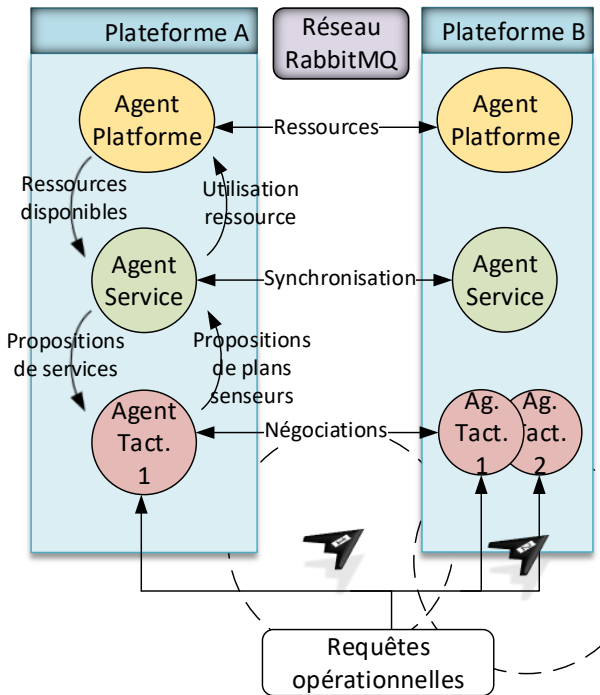 Plateforme A
Réseau
RabbitMQ
Plateforme B
Agent
Platforme
Ressources
Agent
Platforme
Ressources
disponibles
Utilisation
ressource
Agent
Service
Synchronisation
Agent
Service
Propositions
de services
Propositions
de plans
senseurs
Agent
Tact.
1
Négociations
Ag.
Tact.
1
Ag.
Tact.
2
Requêtes
opérationnelles